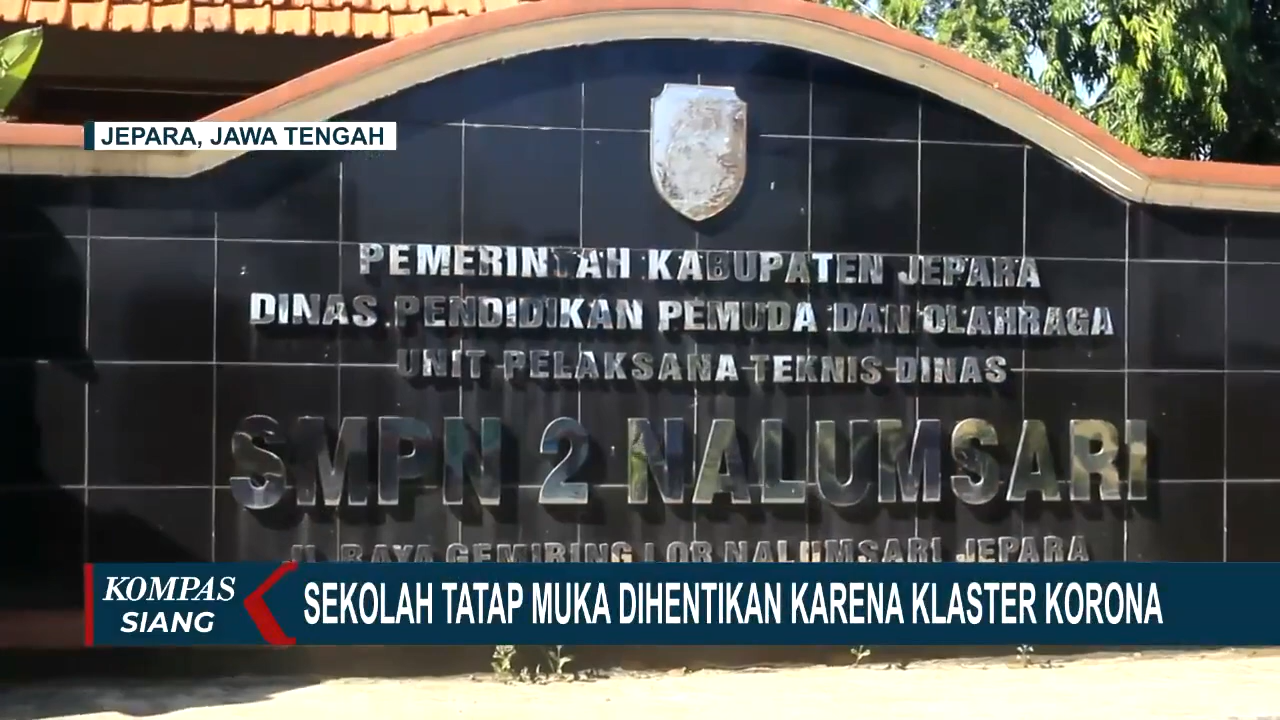 JEPARA, JAWA TENGAH
PEMERINTAH KABUPATEN JEPARA
DINAS PENDIDIKAN PEMUDA DAN OLAHRAGA
UNIT PELAKSANA TEKNIS DINAS
SMPN 2 NALUMSARI
JL. RAYA GEMIRING LOR NALUMSARI JEPARA
KOMPAS
SIANG
SEKOLAH TATAP MUKA DIHENTIKAN KARENA KLASTER KORONA